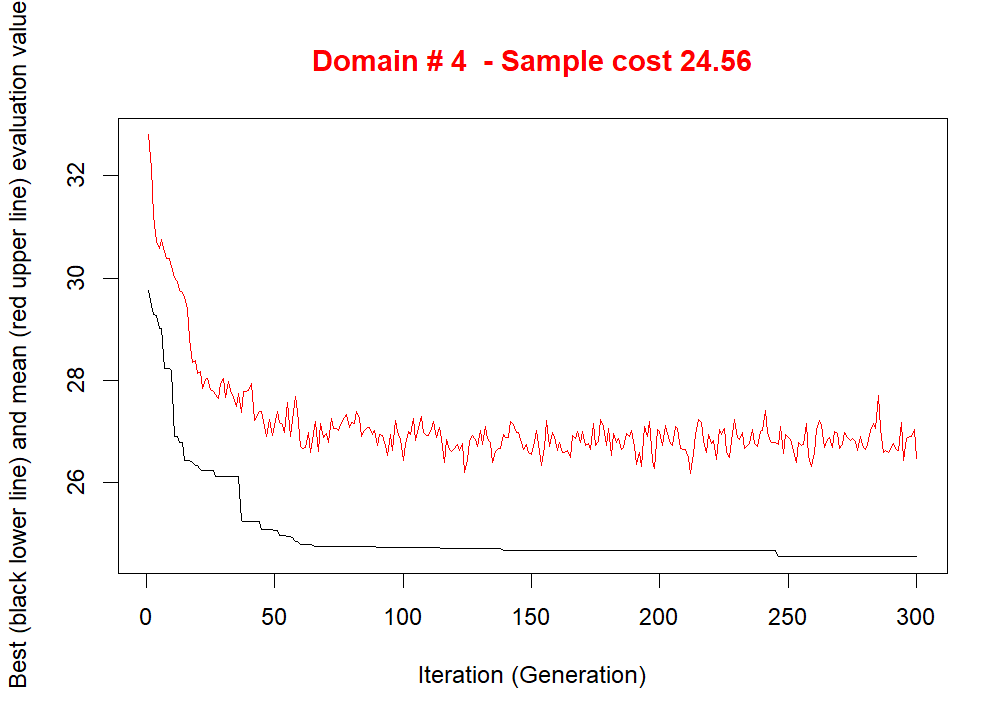 Domain # 4  - Sample cost 24.56
Best (black lower line) and mean (red upper line) evaluation value
32
30
28
26
0 50 100 150 200 250 300
Iteration (Generation)